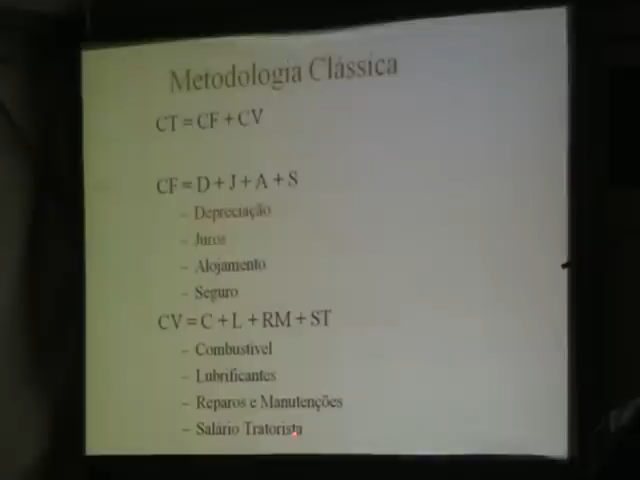 Metodologia Clássica
CT = CF + CV
CF = D + J + A + S
– Depreciação
– Juros
– Alojamento
– Seguro
CV = C + L + RM + ST
– Combustível
– Lubrificantes
– Reparos e Manutenções
– Salário Tratorista